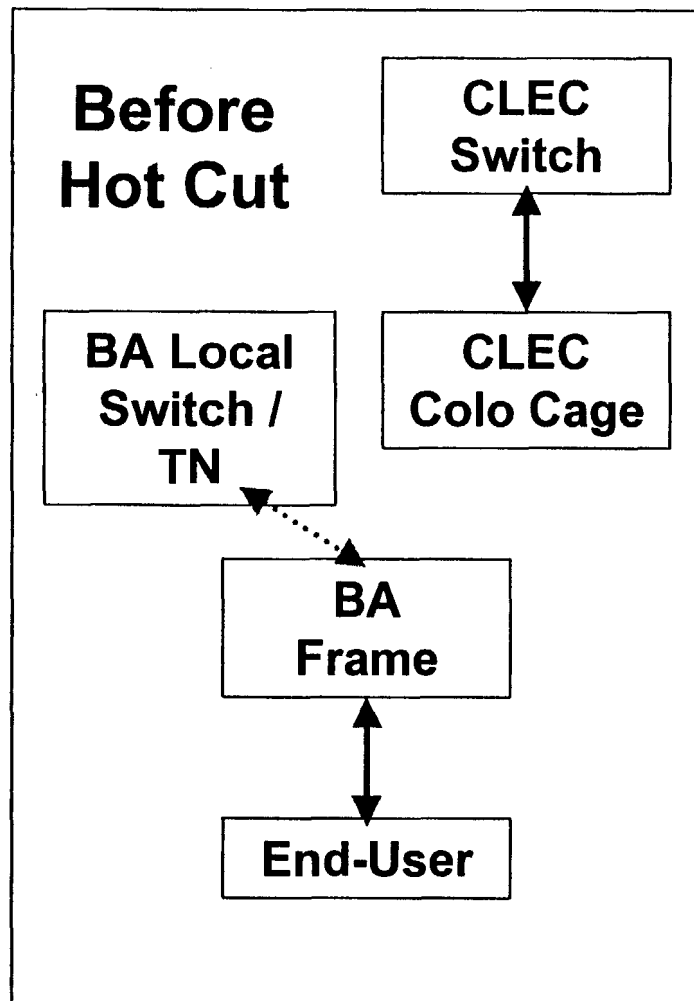 Before
Hot Cut
CLEC
Switch
BA Local
Switch /
TN
CLEC
Colo Cage
BA
Frame
End-User